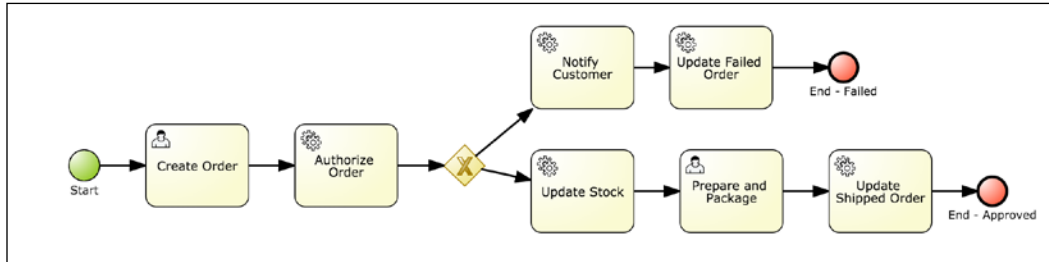 Notify
Customer
Update Failed
Order
End - Failed
Start
Create Order
Authorize
Order
X
Update Stock
Prepare and
Package
Update
Shipped Order
End - Approved